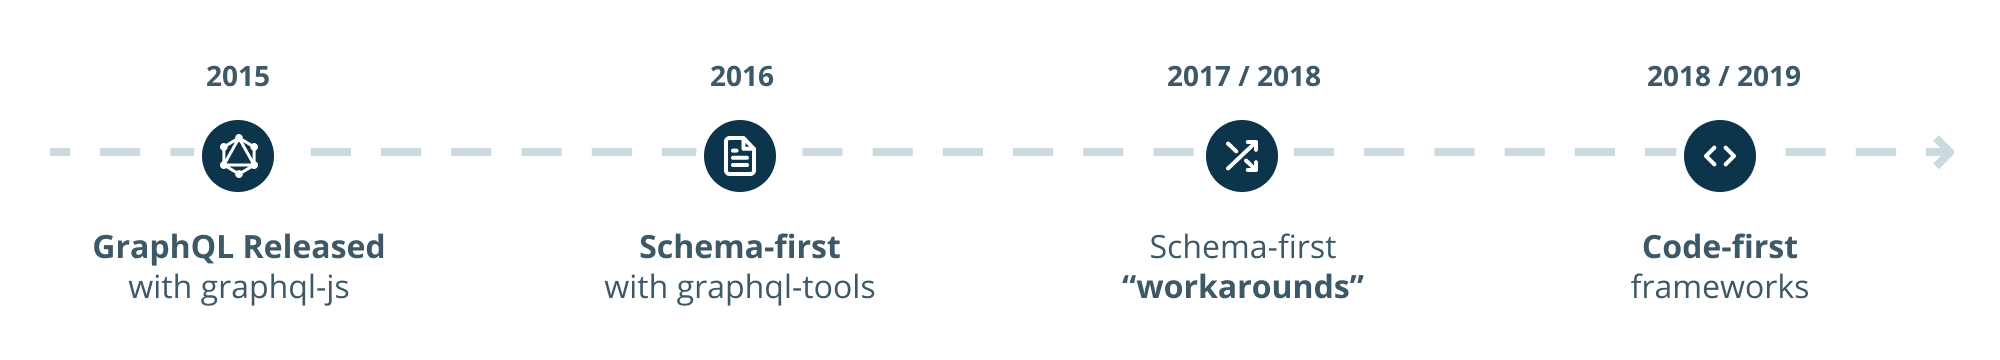 2015
GraphQL Released
with graphql-js
2016
Schema-first
with graphql-tools
2017 / 2018
Schema-first
“workarounds”
2018 / 2019
Code-first
frameworks